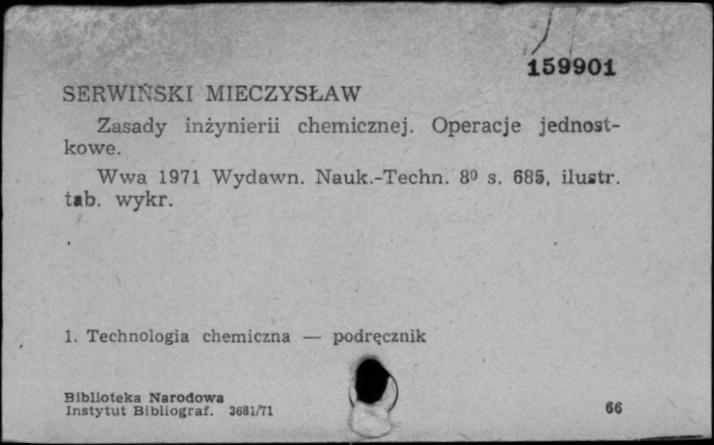 159901
SERWIŃSKI MIECZYSŁAW
Zasady inżynierii chemicznej. Operacje jednost-
kowe.
Wwa 1971 Wydawn. Nauk.-Techn. 8⁰ s. 685, ilustr.
tab. wykr.
1. Technologia chemiczna — podręcznik
Biblioteka Narodowa
Instytut Bibliograf. 3681/71
66